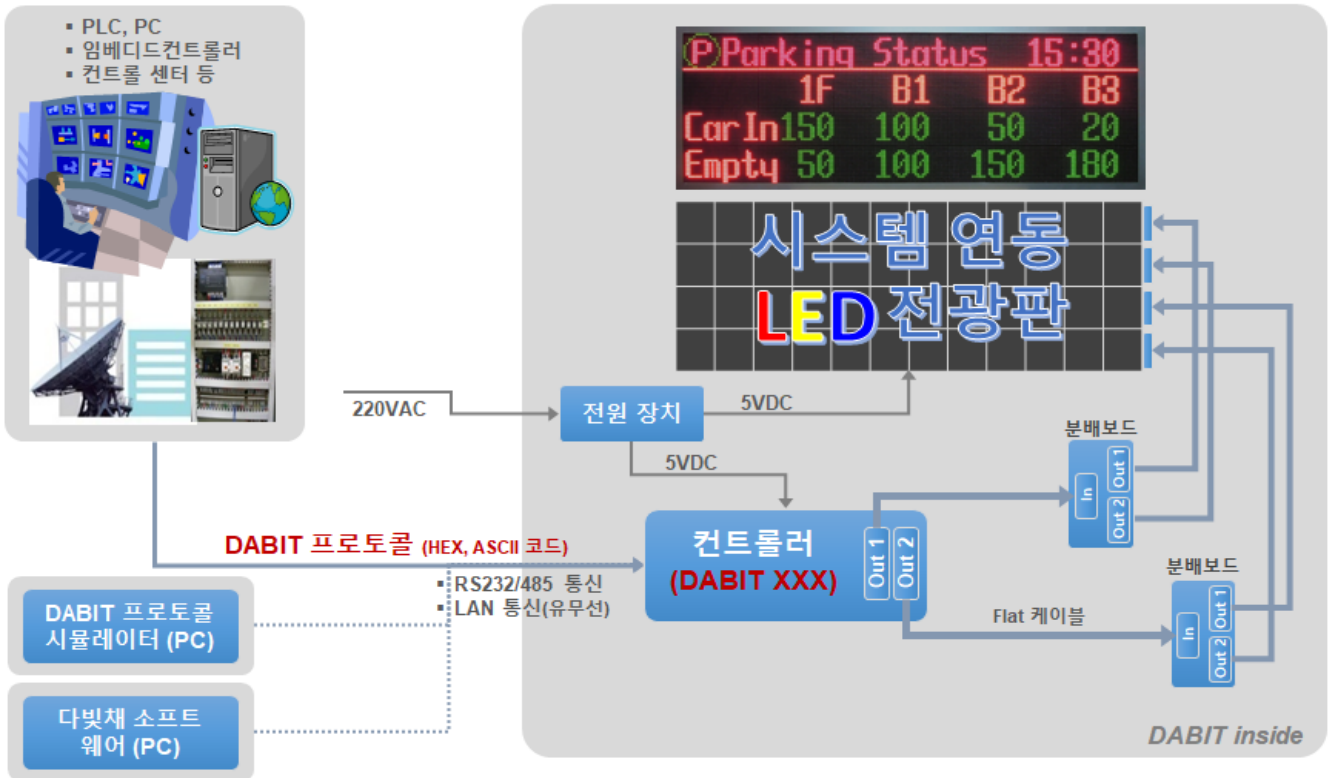 ▪ PLC, PC
▪ 임베디드컨트롤러
▪ 컨트롤 센터 등
Ⓟ Parking Status 15:30
1F B1 B2 B3
Car In 150 100 50 20
Empty 50 100 150 180
시스템 연동
LED 전광판
220VAC
전원 장치
5VDC
5VDC
분배보드
In
Out 1
Out 2
DABIT 프로토콜 (HEX, ASCII 코드)
▪ RS232/485 통신
▪ LAN 통신(유무선)
컨트롤러
(DABIT XXX)
Out 1
Out 2
Flat 케이블
분배보드
In
Out 1
Out 2
DABIT 프로토콜
시뮬레이터 (PC)
다빛채 소프트
웨어 (PC)
DABIT inside